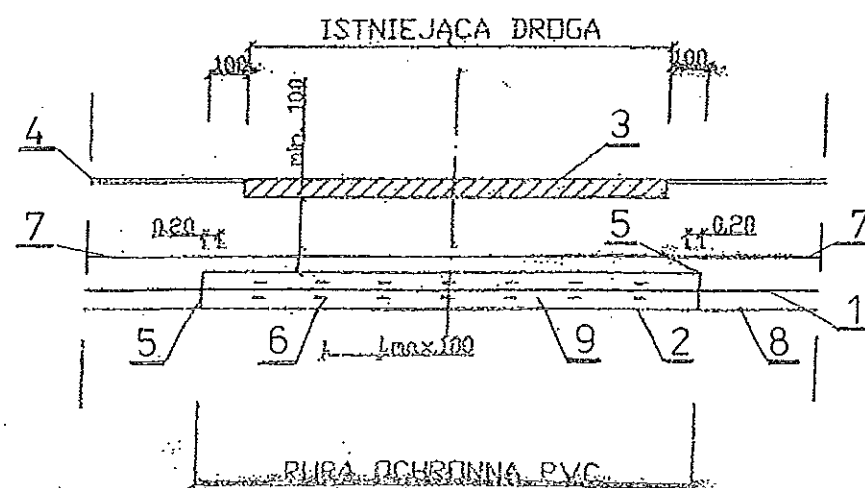 ISTNIEJĄCA DROGA
100 100
min. 100
4 3
7 0.20 5 0.20 7
1
5 6 Lmax.100 9 2 8
RURA OCHRONNA PVC